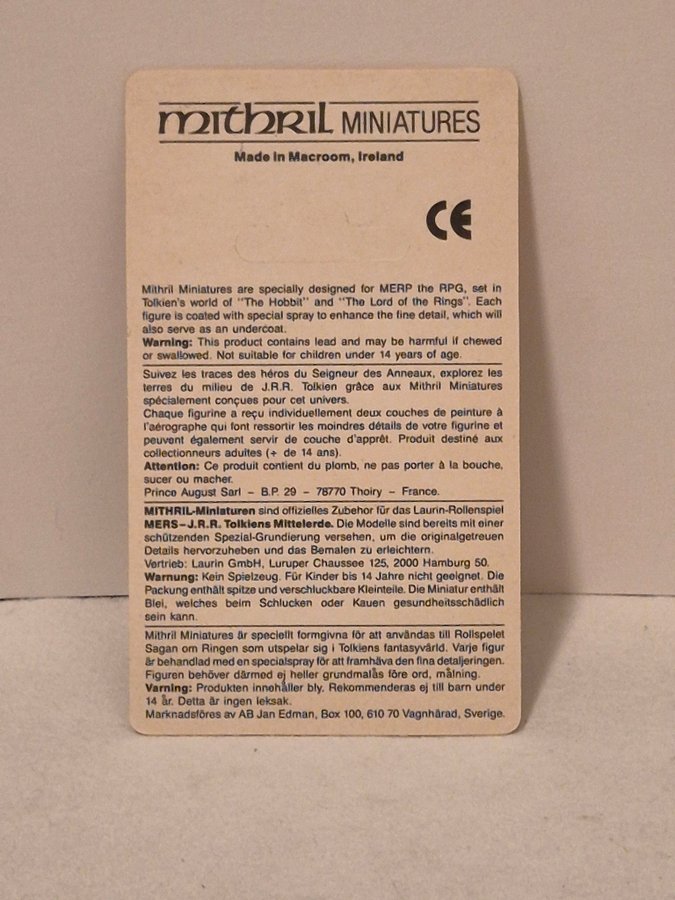 mithril MINIATURES
Made in Macroom, Ireland
CE
Mithril Miniatures are specially designed for MERP the RPG, set in
Tolkien's world of "The Hobbit" and "The Lord of the Rings". Each
figure is coated with special spray to enhance the fine detail, which will
also serve as an undercoat.
Warning: This product contains lead and may be harmful if chewed
or swallowed. Not suitable for children under 14 years of age.
Suivez les traces des héros du Seigneur des Anneaux, explorez les
terres du milieu de J.R.R. Tolkien grâce aux Mithril Miniatures
spécialement conçues pour cet univers.
Chaque figurine a reçu individuellement deux couches de peinture à
l'aérographe qui font ressortir les moindres détails de votre figurine et
peuvent également servir de couche d'apprêt. Produit destiné aux
collectionneurs adultes (+ de 14 ans).
Attention: Ce produit contient du plomb, ne pas porter à la bouche,
sucer ou macher.
Prince August Sarl – B.P. 29 – 78770 Thoiry – France.
MITHRIL-Miniaturen sind offizielles Zubehör für das Laurin-Rollenspiel
MERS–J.R.R. Tolkiens Mittelerde. Die Modelle sind bereits mit einer
schützenden Spezial-Grundierung versehen, um die originalgetreuen
Details hervorzuheben und das Bemalen zu erleichtern.
Vertrieb: Laurin GmbH, Luruper Chaussee 125, 2000 Hamburg 50.
Warnung: Kein Spielzeug. Für Kinder bis 14 Jahre nicht geeignet. Die
Packung enthält spitze und verschluckbare Kleinteile. Die Miniatur enthält
Blei, welches beim Schlucken oder Kauen gesundheitsschädlich
sein kann.
Mithril Miniatures är speciellt formgivna för att användas till Rollspelet
Sagan om Ringen som utspelar sig i Tolkiens fantasyvärld. Varje figur
är behandlad med en specialspray för att framhäva den fina detaljeringen.
Figuren behöver därmed ej heller grundmalås före ord, målning.
Varning: Produkten innehåller bly. Rekommenderas ej till barn under
14 år. Detta är ingen leksak.
Marknadsföres av AB Jan Edman, Box 100, 610 70 Vagnhärad, Sverige.